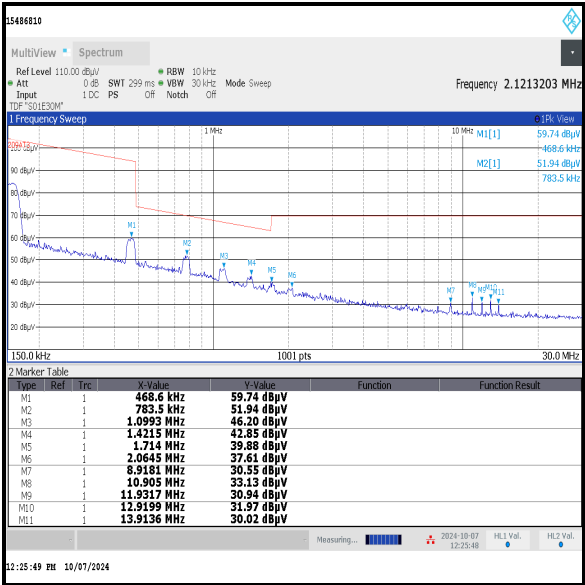 15486810
MultiView
Spectrum
Ref Level 110.00 dBµV RBW 10 kHz
Att 0 dB SWT 299 ms VBW 30 kHz Mode Sweep Frequency 2.1213203 MHz
Input 1 DC PS Off Notch Off
TDF "S01E30M"
1 Frequency Sweep 1Pk View
1 MHz 10 MHz
M1[1] 59.74 dBµV
468.6 kHz
M2[1] 51.94 dBµV
783.5 kHz
100 dBµV
90 dBµV
80 dBµV
70 dBµV
60 dBµV
50 dBµV
40 dBµV
30 dBµV
20 dBµV
M1
M2
M3
M4
M5
M6
M7
M8
M9
M10
M11
150.0 kHz 1001 pts 30.0 MHz
2 Marker Table
Type Ref Trc X-Value Y-Value Function Function Result
M1 1 468.6 kHz 59.74 dBµV
M2 1 783.5 kHz 51.94 dBµV
M3 1 1.0993 MHz 46.20 dBµV
M4 1 1.4215 MHz 42.85 dBµV
M5 1 1.714 MHz 39.88 dBµV
M6 1 2.0645 MHz 37.61 dBµV
M7 1 8.9181 MHz 30.55 dBµV
M8 1 10.905 MHz 33.13 dBµV
M9 1 11.9317 MHz 30.94 dBµV
M10 1 12.9199 MHz 31.97 dBµV
M11 1 13.9136 MHz 30.02 dBµV
Measuring... 2024-10-07 HL1 Val. HL2 Val.
12:25:48
12:25:49 PM 10/07/2024